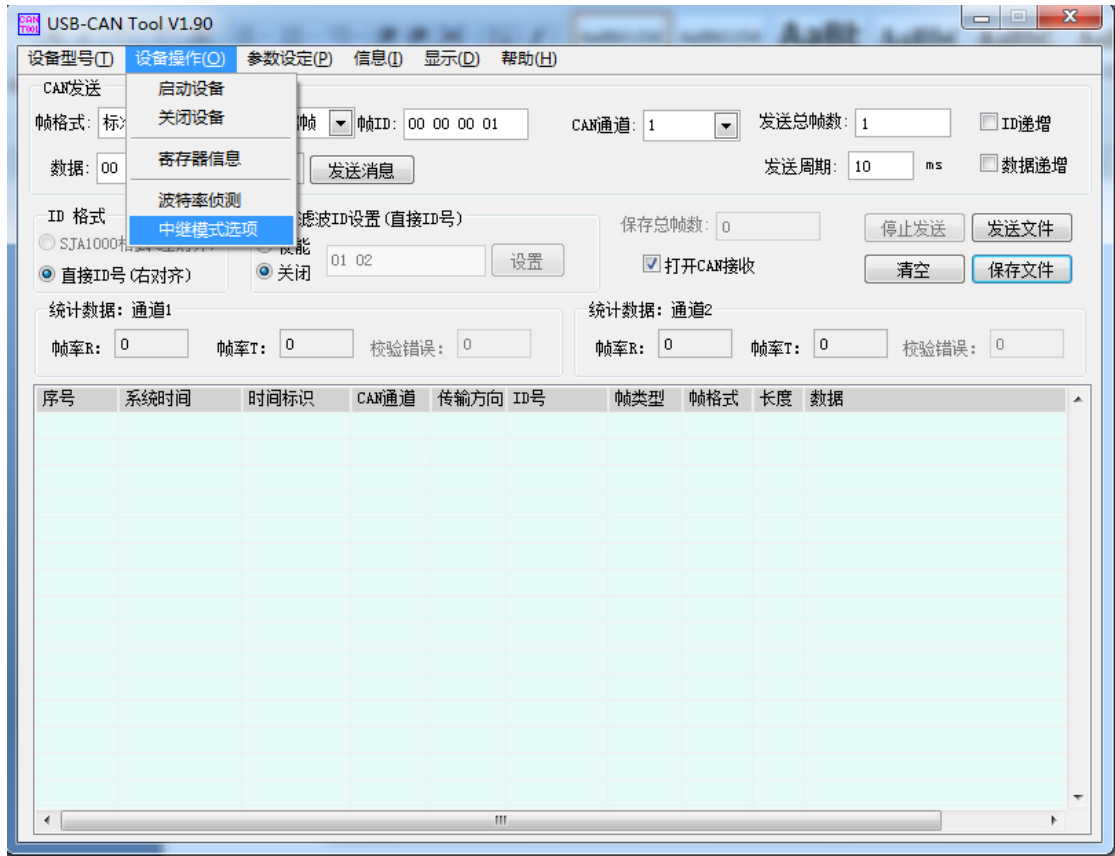 CAN TOOL USB-CAN Tool V1.90
设备型号(T) 设备操作(O) 参数设定(P) 信息(I) 显示(D) 帮助(H)
CAN发送
启动设备
关闭设备
寄存器信息
波特率侦测
中继模式选项
帧格式: 帧 帧ID: 00 00 00 01 CAN通道: 1 发送总帧数: 1 ID递增
数据: 00 发送消息 发送周期: 10 ms 数据递增
ID 格式 滤波ID设置(直接ID号) 保存总帧数: 0 停止发送 发送文件
SJA1000
直接ID号(右对齐) 关闭 01 02 设置 打开CAN接收 清空 保存文件
统计数据: 通道1 统计数据: 通道2
帧率R: 0 帧率T: 0 校验错误: 0 帧率R: 0 帧率T: 0 校验错误: 0
序号 系统时间 时间标识 CAN通道 传输方向 ID号 帧类型 帧格式 长度 数据